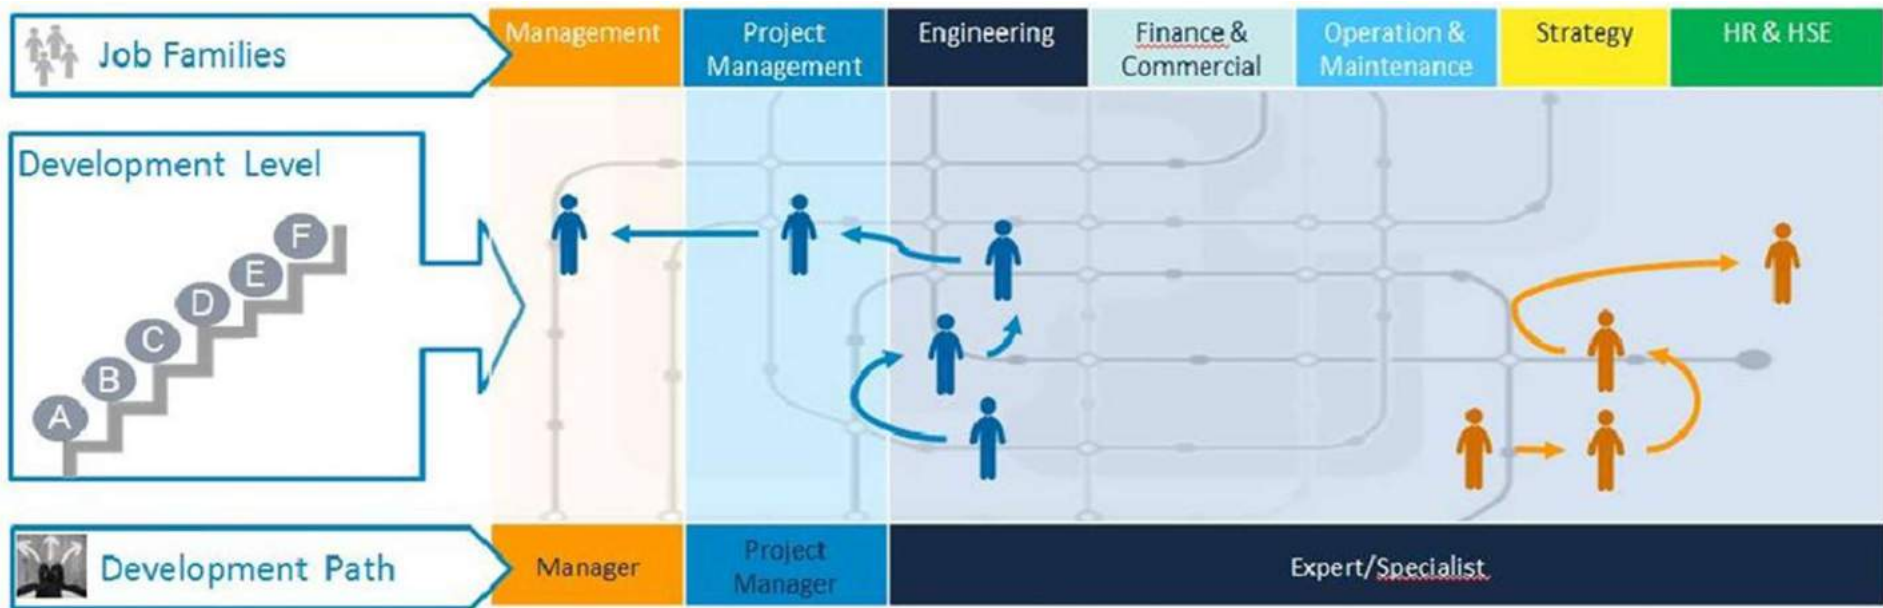 Job Families
Management
Project
Management
Engineering
Finance &
Commercial
Operation &
Maintenance
Strategy
HR & HSE
Development Level
F
E
D
C
B
A
Development Path
Manager
Project
Manager
Expert/Specialist